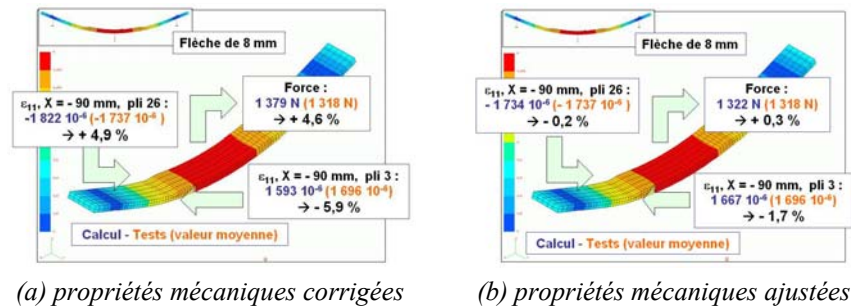 Flèche de 8 mm
ε11, X = - 90 mm, pli 26 :
-1 822 10-6 (-1 737 10-6 )
→ + 4,9 %
Force :
1 379 N (1 318 N)
→ + 4,6 %
ε11, X = - 90 mm, pli 3 :
1 593 10-6 (1 696 10-6)
→ - 5,9 %
Calcul - Tests (valeur moyenne)
(a) propriétés mécaniques corrigées
Flèche de 8 mm
ε11, X = - 90 mm, pli 26 :
- 1 734 10-6 (- 1 737 10-6)
→ - 0,2 %
Force :
1 322 N (1 318 N)
→ + 0,3 %
ε11, X = - 90 mm, pli 3 :
1 667 10-6 (1 696 10-6)
→ - 1,7 %
Calcul - Tests (valeur moyenne)
(b) propriétés mécaniques ajustées